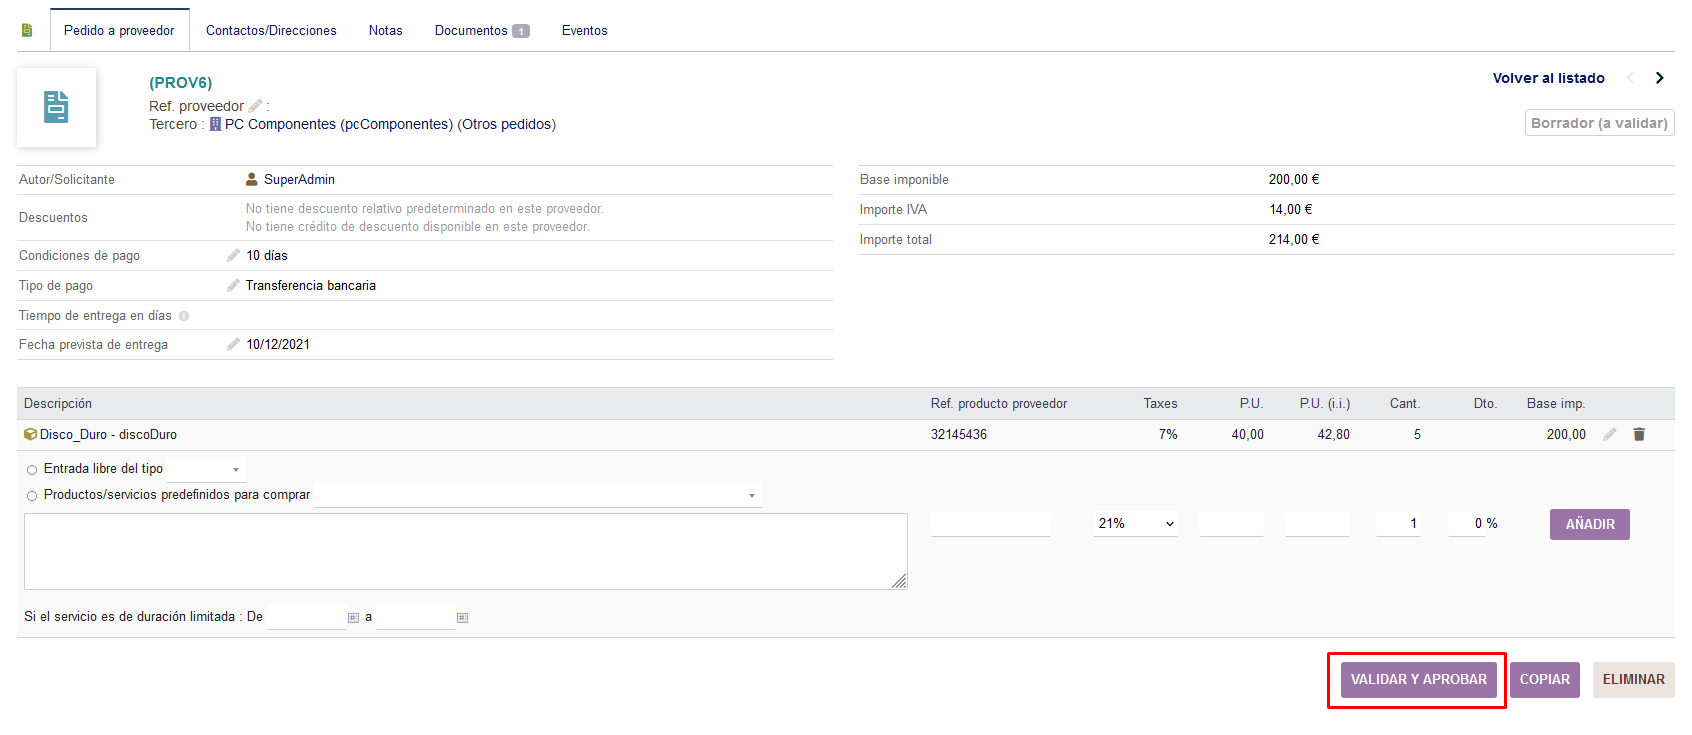 Pedido a proveedor Contactos/Direcciones Notas Documentos 1 Eventos
(PROV6)
Volver al listado
Ref. proveedor :
Tercero : PC Componentes (pcComponentes) (Otros pedidos)
Borrador (a validar)
Autor/Solicitante SuperAdmin
Descuentos No tiene descuento relativo predeterminado en este proveedor.
No tiene crédito de descuento disponible en este proveedor.
Condiciones de pago 10 días
Tipo de pago Transferencia bancaria
Tiempo de entrega en días
Fecha prevista de entrega 10/12/2021
Base imponible 200,00 €
Importe IVA 14,00 €
Importe total 214,00 €
Descripción Ref. producto proveedor Taxes P.U. P.U. (i.i.) Cant. Dto. Base imp.
Disco_Duro - discoDuro 32145436 7% 40,00 42,80 5 200,00
Entrada libre del tipo
Productos/servicios predefinidos para comprar
21% 1 0 % AÑADIR
Si el servicio es de duración limitada : De a
VALIDAR Y APROBAR COPIAR ELIMINAR